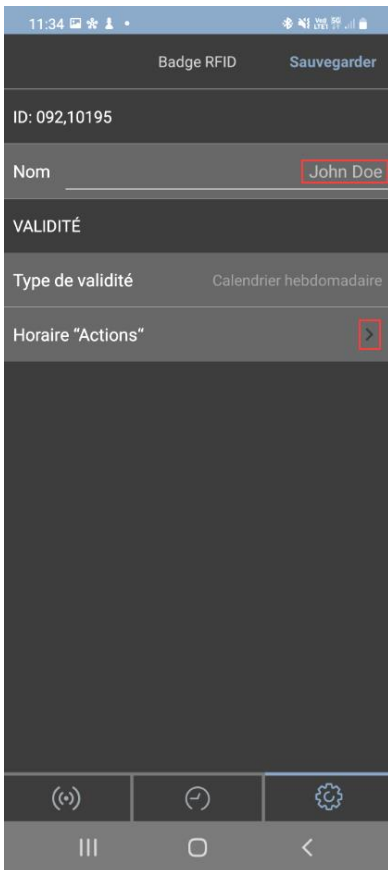 11:34
Badge RFID Sauvegarder
ID: 092,10195
Nom John Doe
VALIDITÉ
Type de validité Calendrier hebdomadaire
Horaire “Actions“